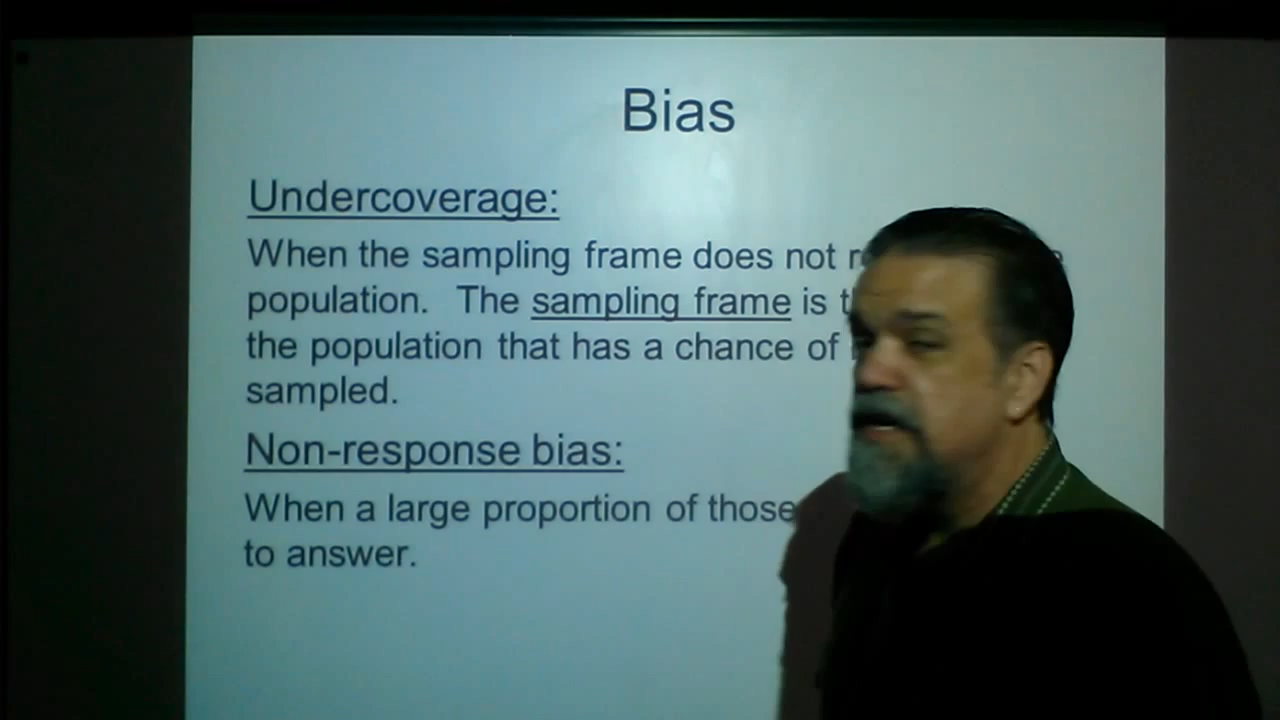 Bias
Undercoverage:
When the sampling frame does not
population. The sampling frame is
the population that has a chance of
sampled.
Non-response bias:
When a large proportion of those
to answer.